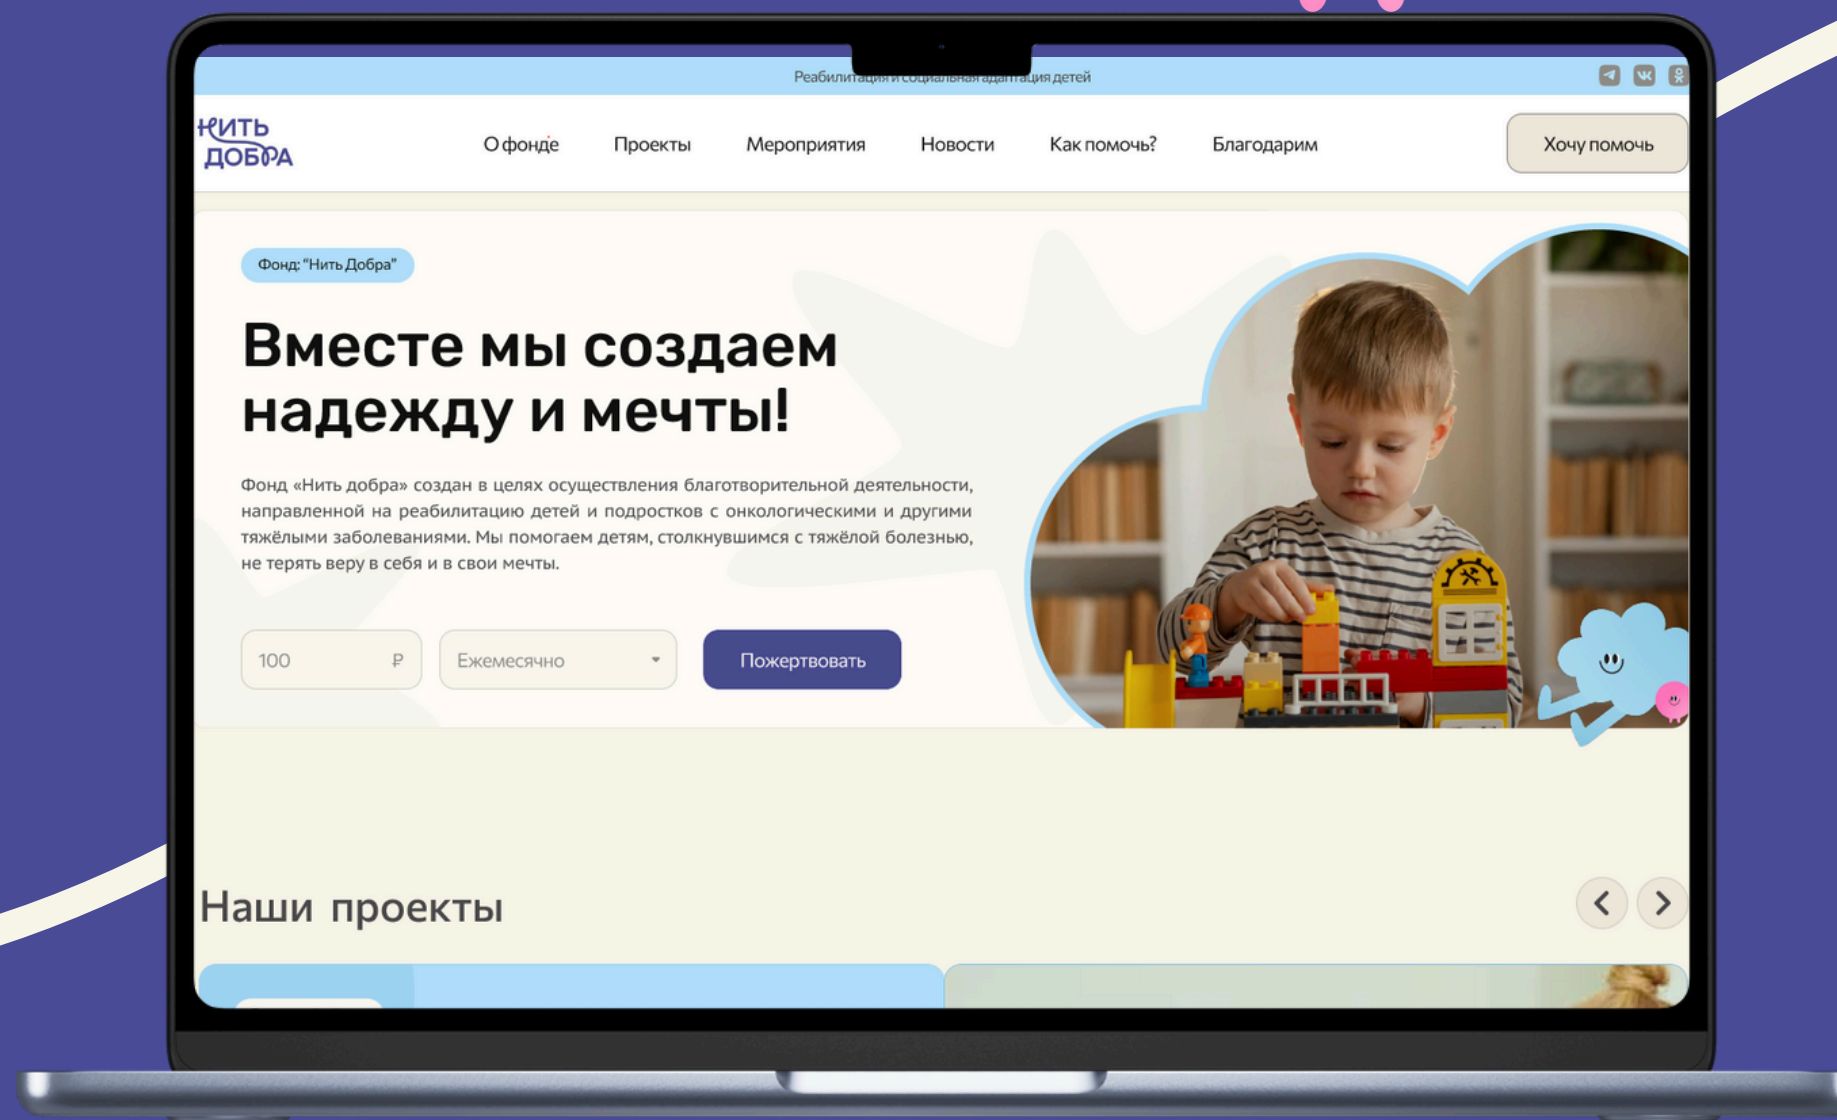 Реабилитация и социальная адаптация детей
НИТЬ
ДОБРА
О фонде
Проекты
Мероприятия
Новости
Как помочь?
Благодарим
Хочу помочь
Фонд: “Нить Добра”
Вместе мы создаем
надежду и мечты!
Фонд «Нить добра» создан в целях осуществления благотворительной деятельности,
направленной на реабилитацию детей и подростков с онкологическими и другими
тяжёлыми заболеваниями. Мы помогаем детям, столкнувшимся с тяжёлой болезнью,
не терять веру в себя и в свои мечты.
100 ₽
Ежемесячно
Пожертвовать
Наши проекты